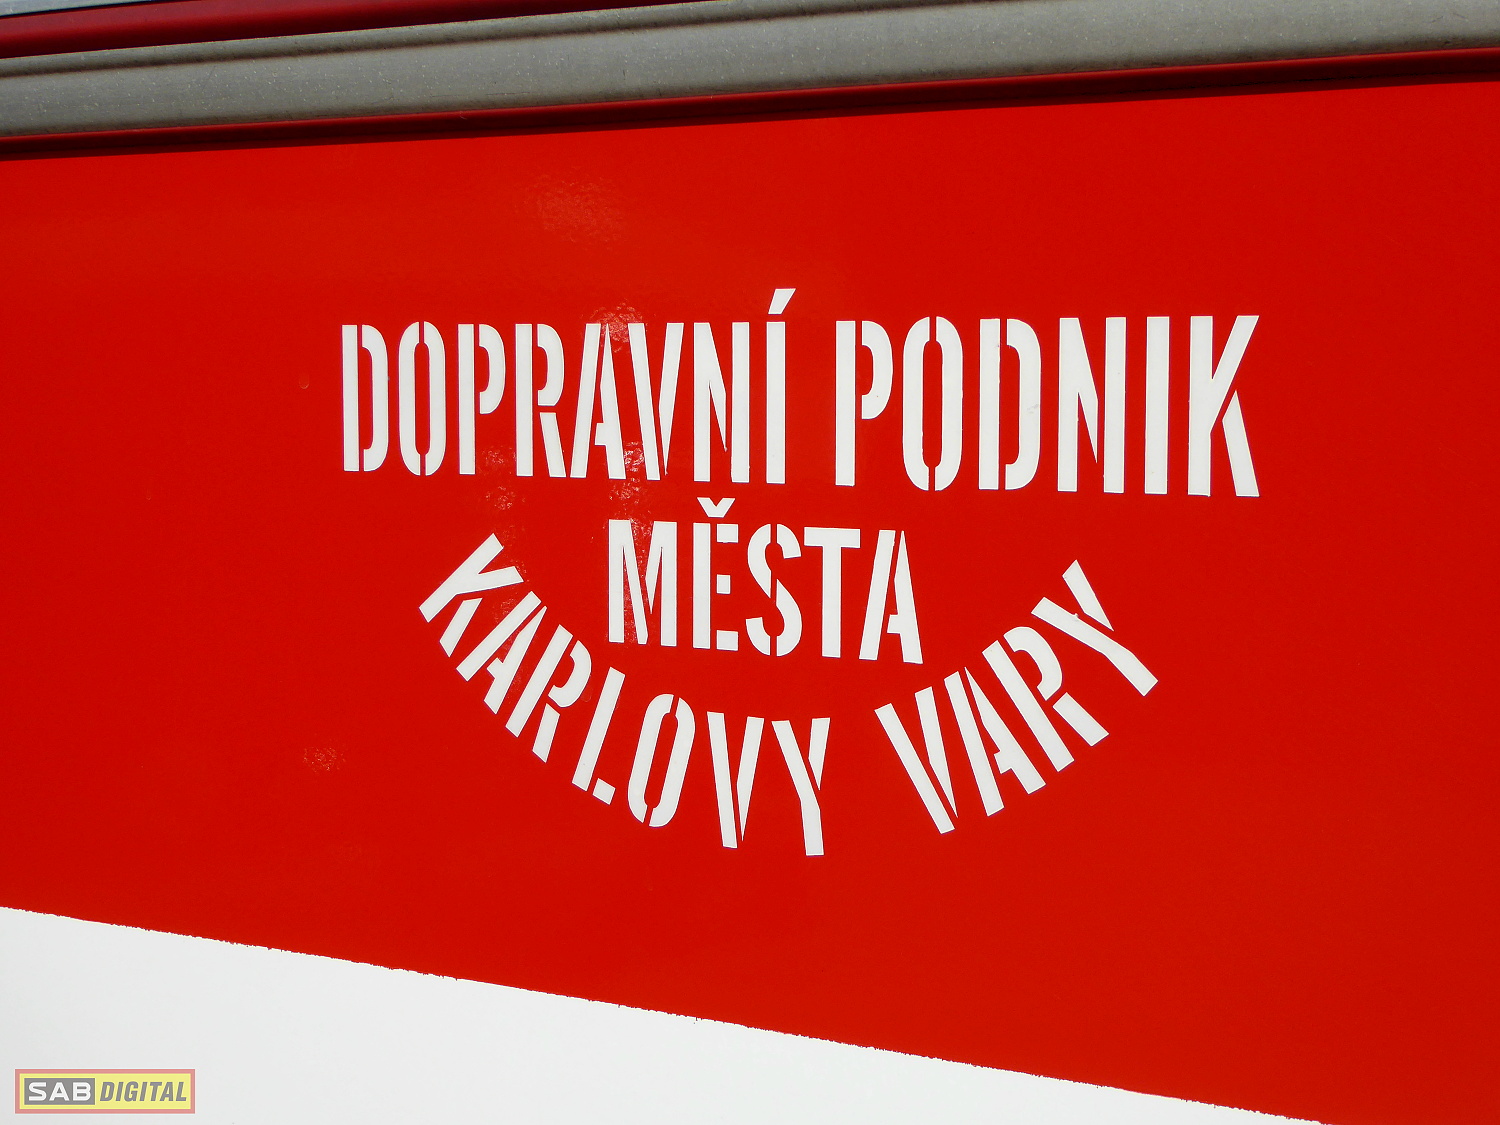 DOPRAVNÍ PODNIK
MĚSTA
KARLOVY VARY
SAB DIGITAL